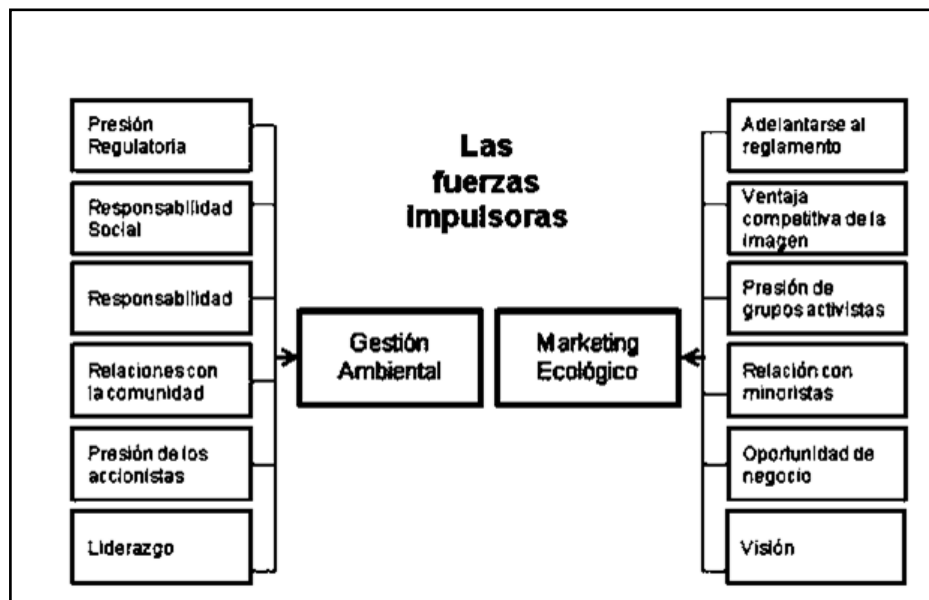 Las
fuerzas
impulsoras
Presión
Regulatoria
Responsabilidad
Social
Responsabilidad
Relaciones con
la comunidad
Presión de los
accionistas
Liderazgo
Gestión
Ambiental
Marketing
Ecológico
Adelantarse al
reglamento
Ventaja
competitiva de la
imagen
Presión de
grupos activistas
Relación con
minoristas
Oportunidad de
negocio
Visión